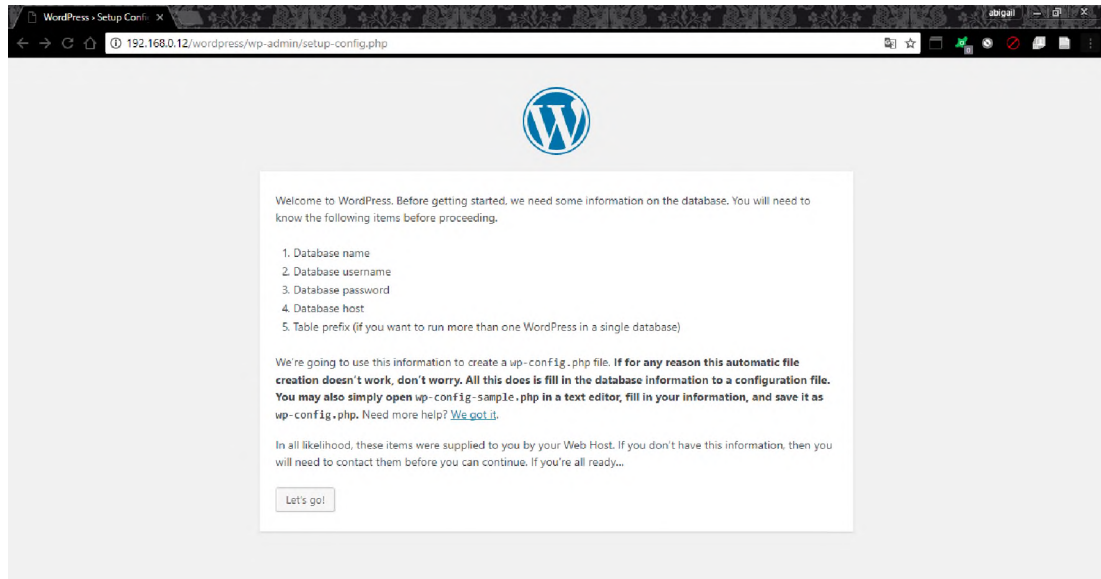 WordPress › Setup Confi
abigail
192.168.0.12/wordpress/wp-admin/setup-config.php
Welcome to WordPress. Before getting started, we need some information on the database. You will need to
know the following items before proceeding.
1. Database name
2. Database username
3. Database password
4. Database host
5. Table prefix (if you want to run more than one WordPress in a single database)
We're going to use this information to create a wp-config.php file. If for any reason this automatic file
creation doesn't work, don't worry. All this does is fill in the database information to a configuration file.
You may also simply open wp-config-sample.php in a text editor, fill in your information, and save it as
wp-config.php. Need more help? We got it.
In all likelihood, these items were supplied to you by your Web Host. If you don't have this information, then you
will need to contact them before you can continue. If you're all ready...
Let's go!